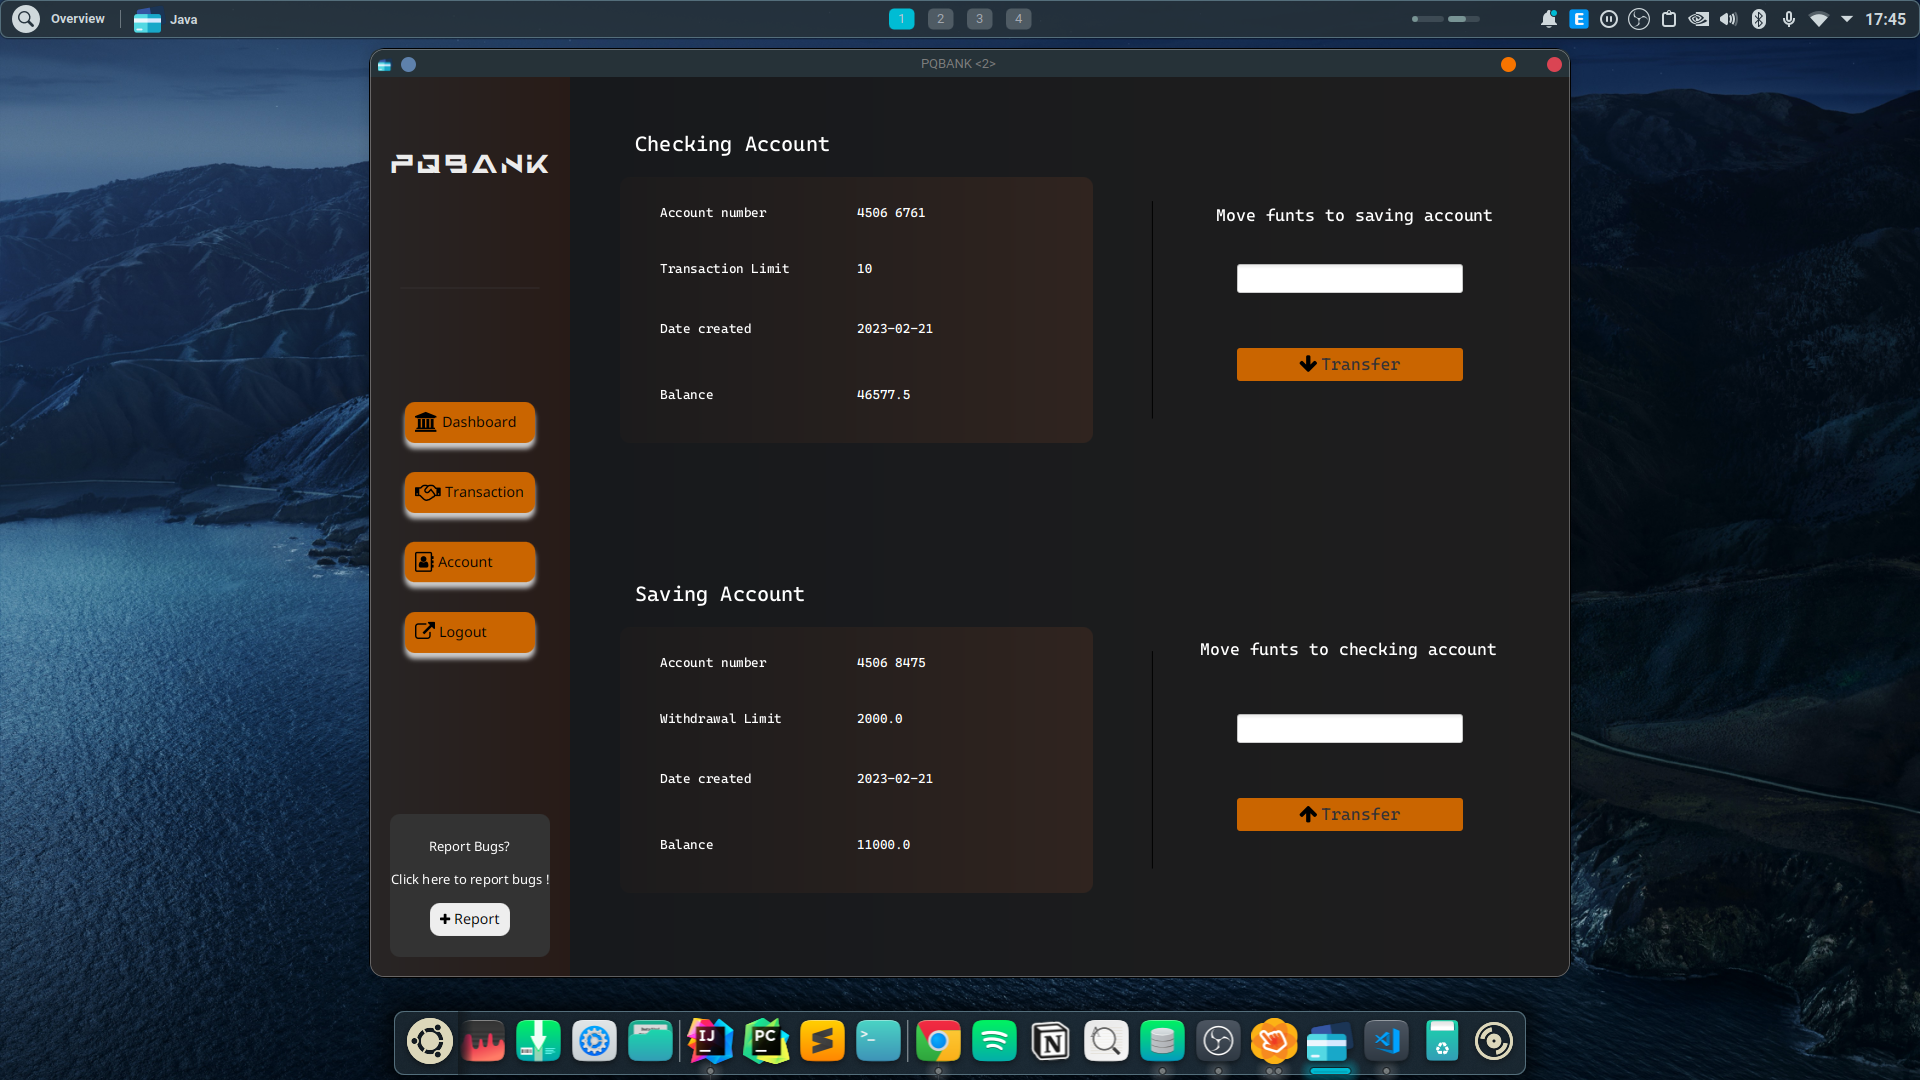 Overview
Java
1
2
3
4
E
17:45
PQBANK <2>
PQBANK
Dashboard
Transaction
Account
Logout
Report Bugs?
Click here to report bugs !
Report
Checking Account
Account number 4506 6761
Transaction Limit 10
Date created 2023-02-21
Balance 46577.5
Move funts to saving account
Transfer
Saving Account
Account number 4506 8475
Withdrawal Limit 2000.0
Date created 2023-02-21
Balance 11000.0
Move funts to checking account
Transfer
IJ
PC
>_
N